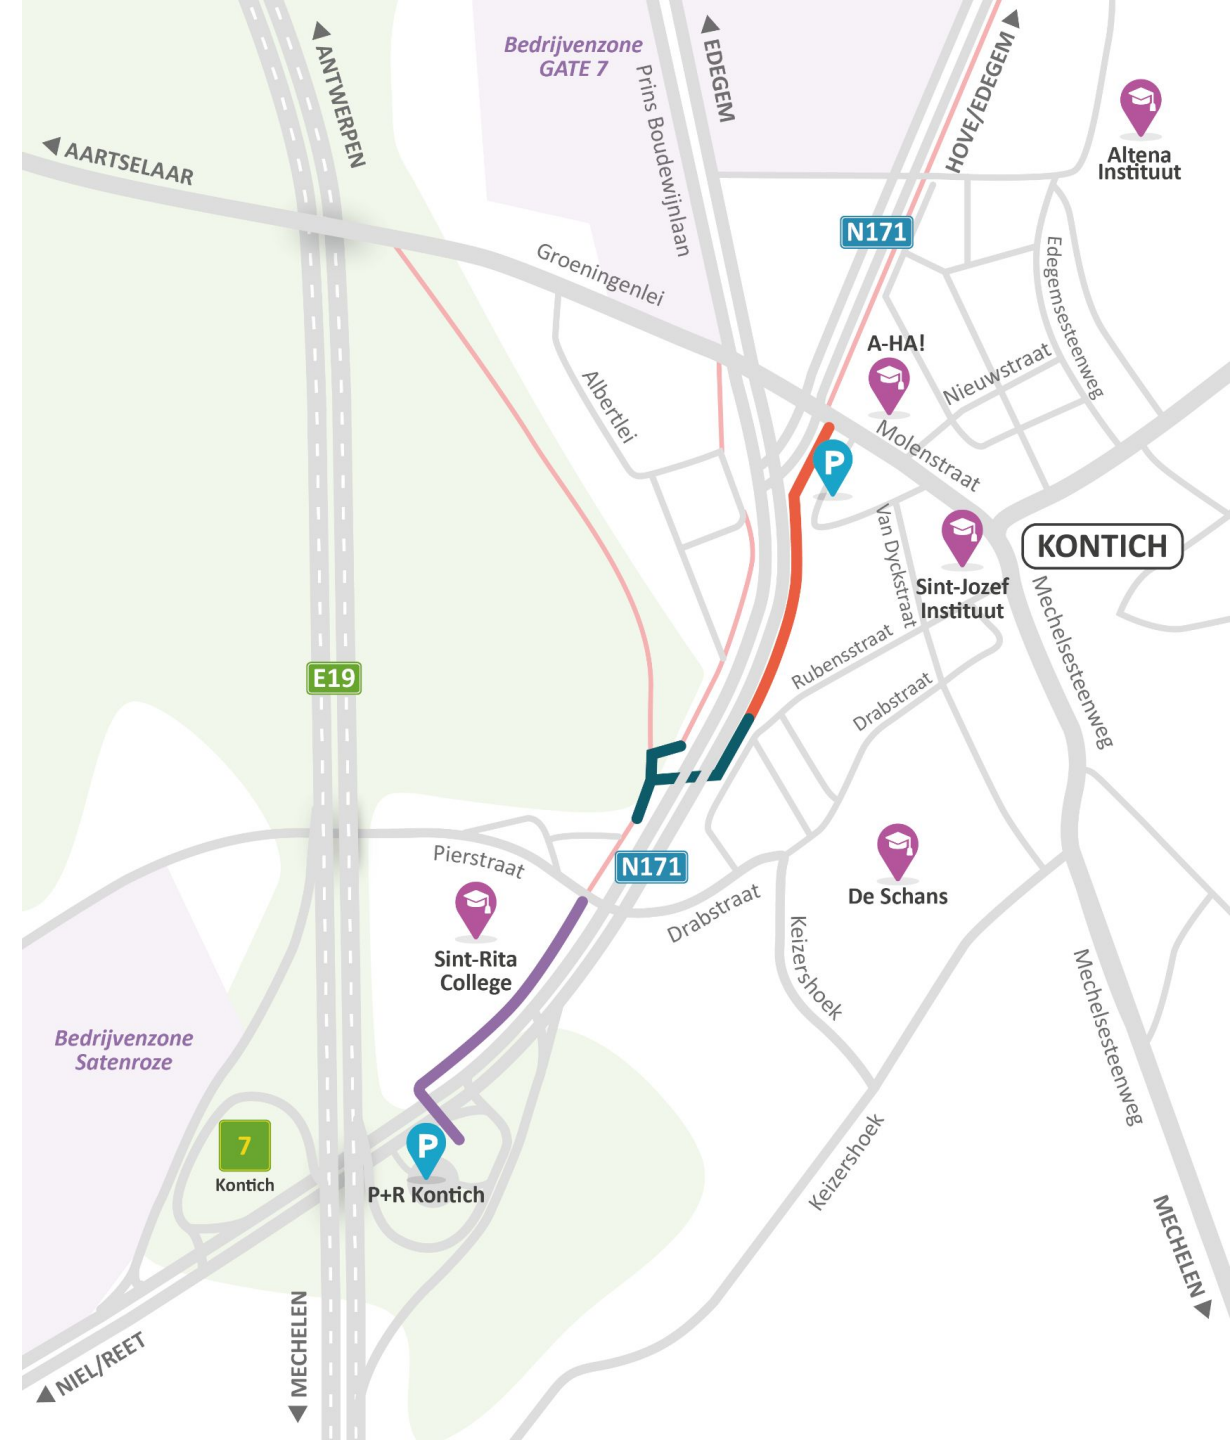 Bedrijvenzone
GATE 7
Prins Boudewijnlaan
EDEGEM
HOVE/EDEGEM
ANTWERPEN
AARTSELAAR
Altena
Instituut
N171
Groeningenlei
Edegemsesteenweg
A-HA!
Nieuwstraat
Albertlei
Molenstraat
P
KONTICH
Van Dyckstraat
Sint-Jozef
Instituut
Mechelsesteenweg
Rubensstraat
E19
Drabstraat
Pierstraat
N171
De Schans
Drabstraat
Sint-Rita
College
Keizershoek
Mechelsesteenweg
Bedrijvenzone
Satenroze
7
Kontich
P
P+R Kontich
Keizershoek
MECHELEN
MECHELEN
NIEL/REET